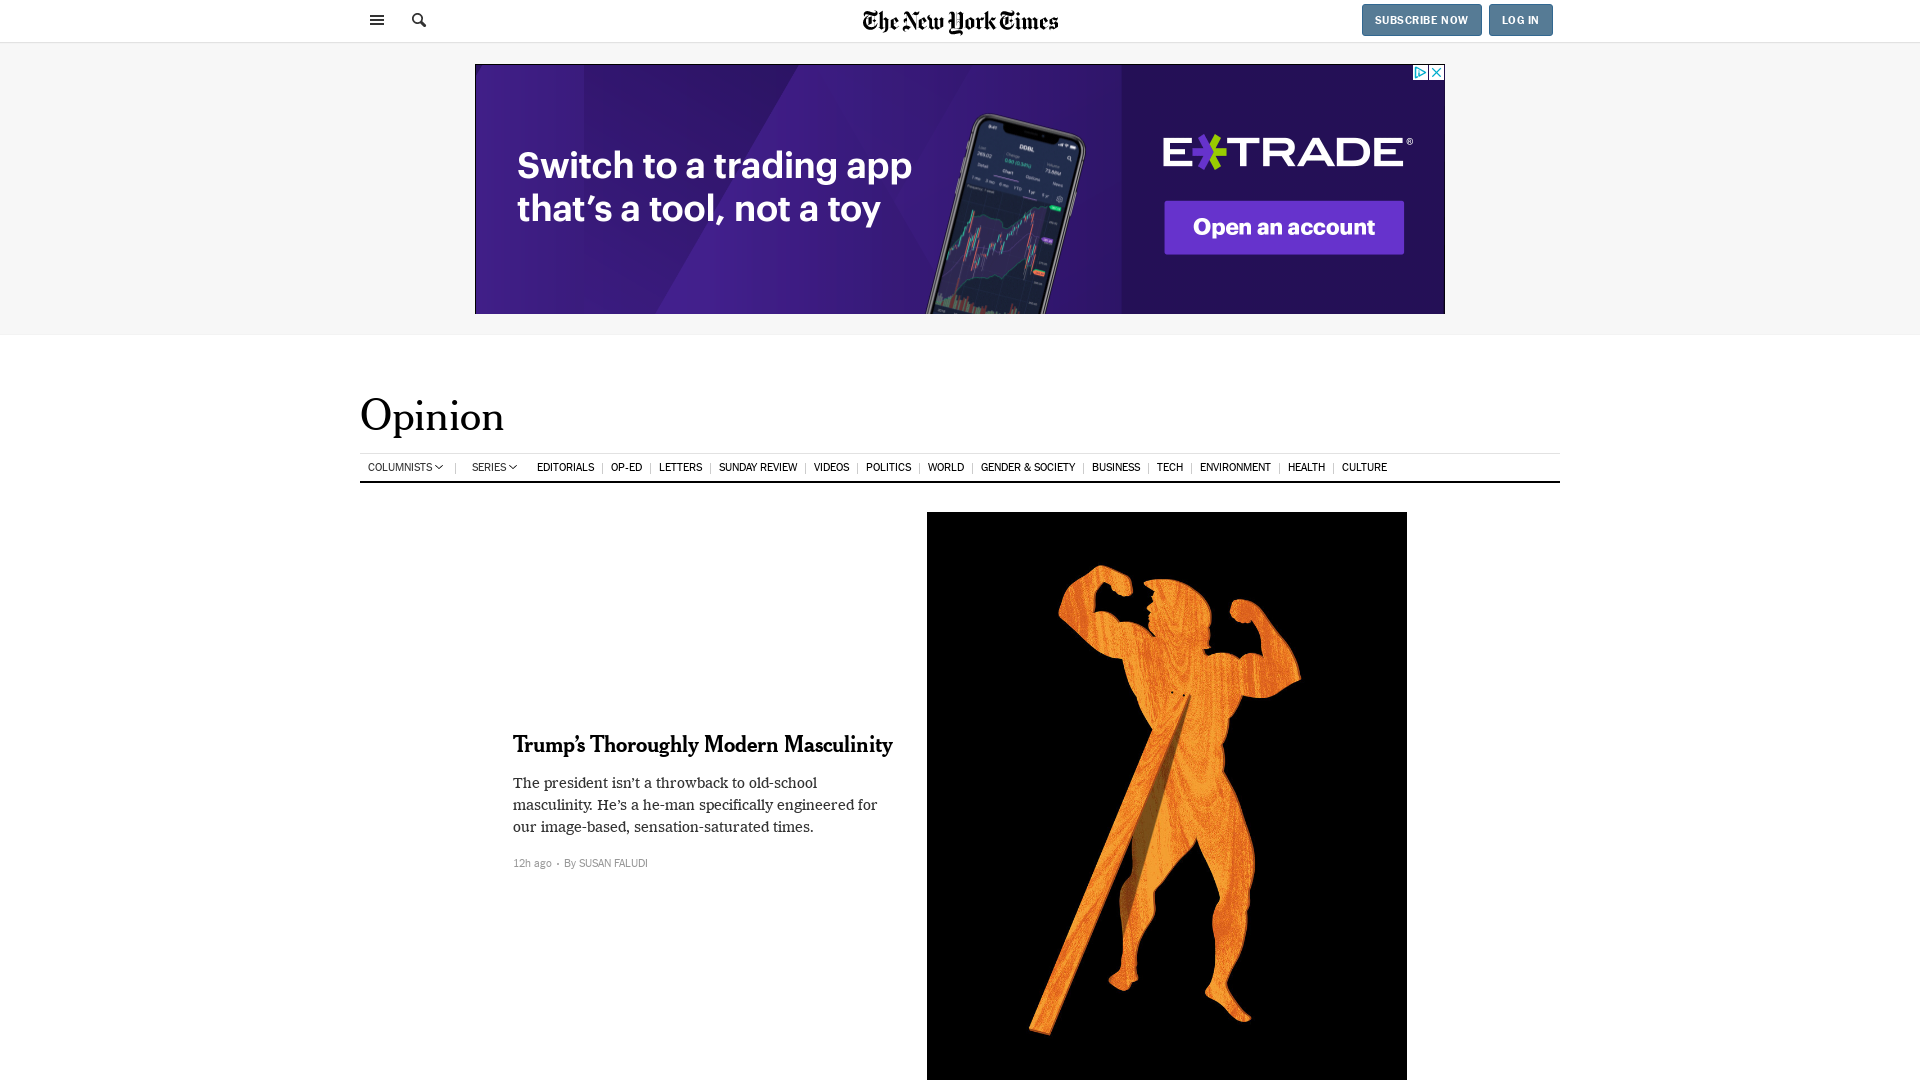 The New York Times
SUBSCRIBE NOW
LOG IN
Switch to a trading app
that's a tool, not a toy
E*TRADE®
Open an account
Opinion
COLUMNISTS
SERIES
EDITORIALS
OP-ED
LETTERS
SUNDAY REVIEW
VIDEOS
POLITICS
WORLD
GENDER & SOCIETY
BUSINESS
TECH
ENVIRONMENT
HEALTH
CULTURE
Trump’s Thoroughly Modern Masculinity
The president isn’t a throwback to old-school
masculinity. He’s a he-man specifically engineered for
our image-based, sensation-saturated times.
12h ago • By SUSAN FALUDI